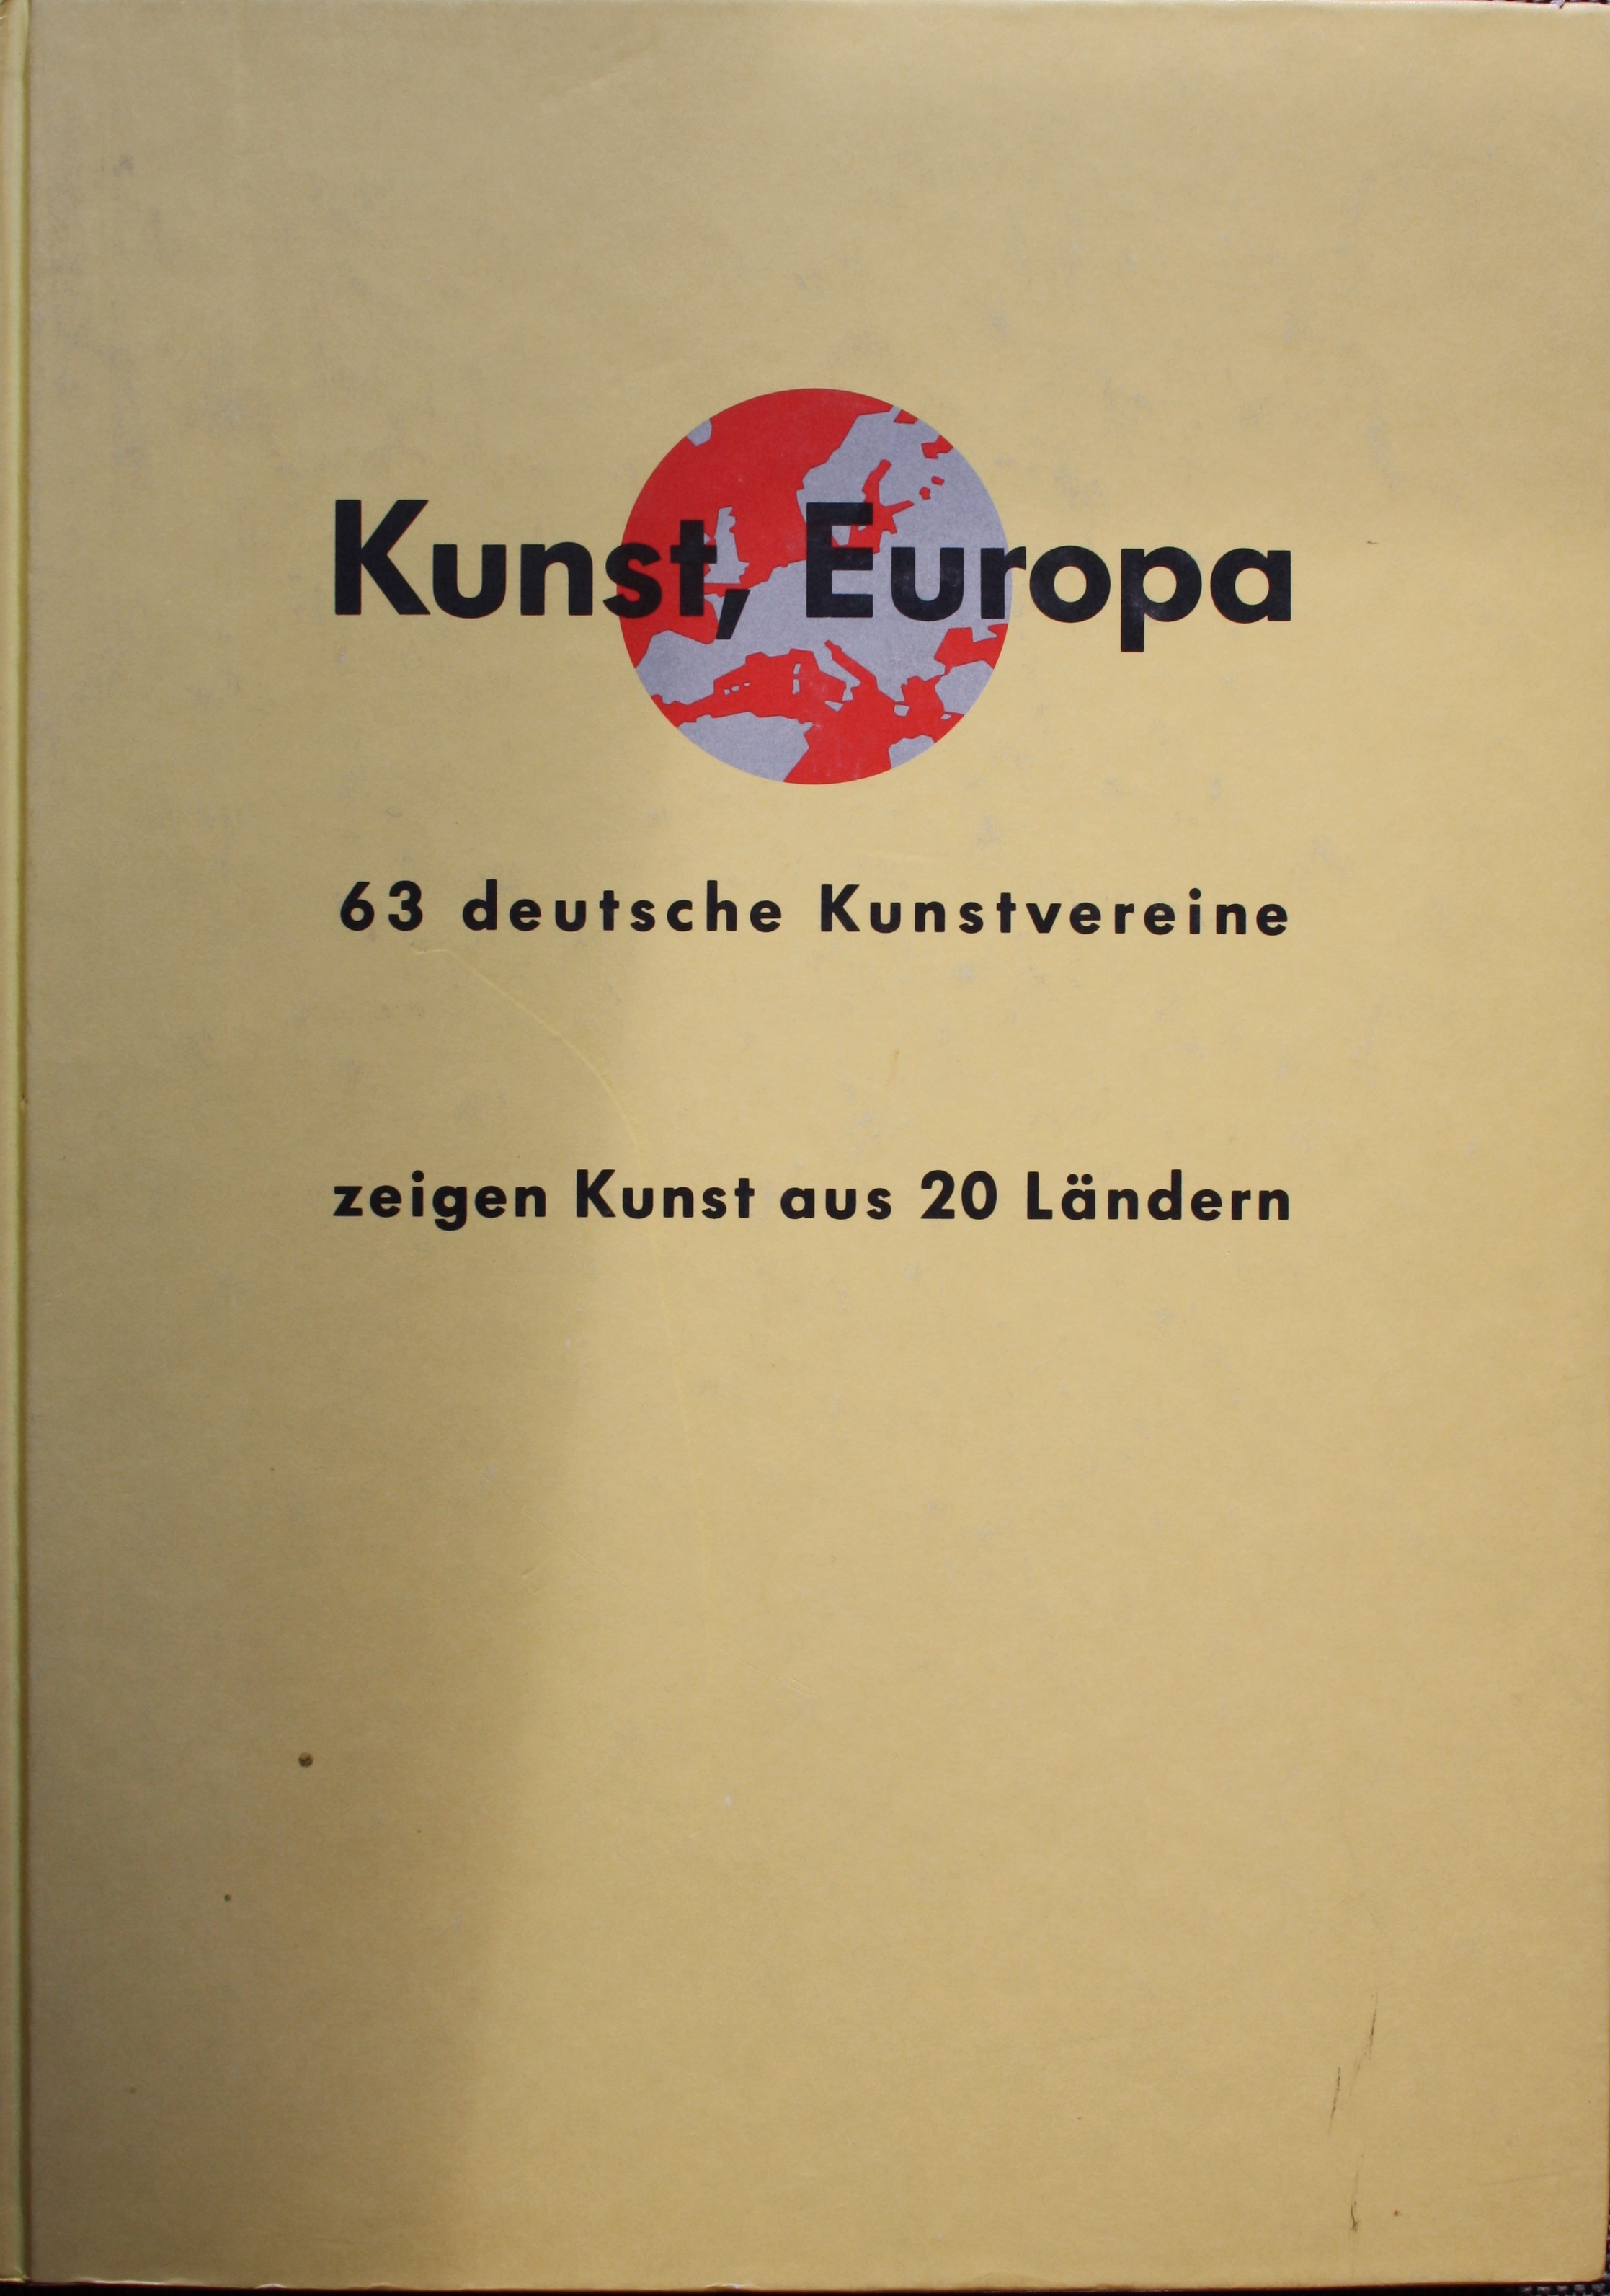 Kunst, Europa
63 deutsche Kunstvereine
zeigen Kunst aus 20 Ländern